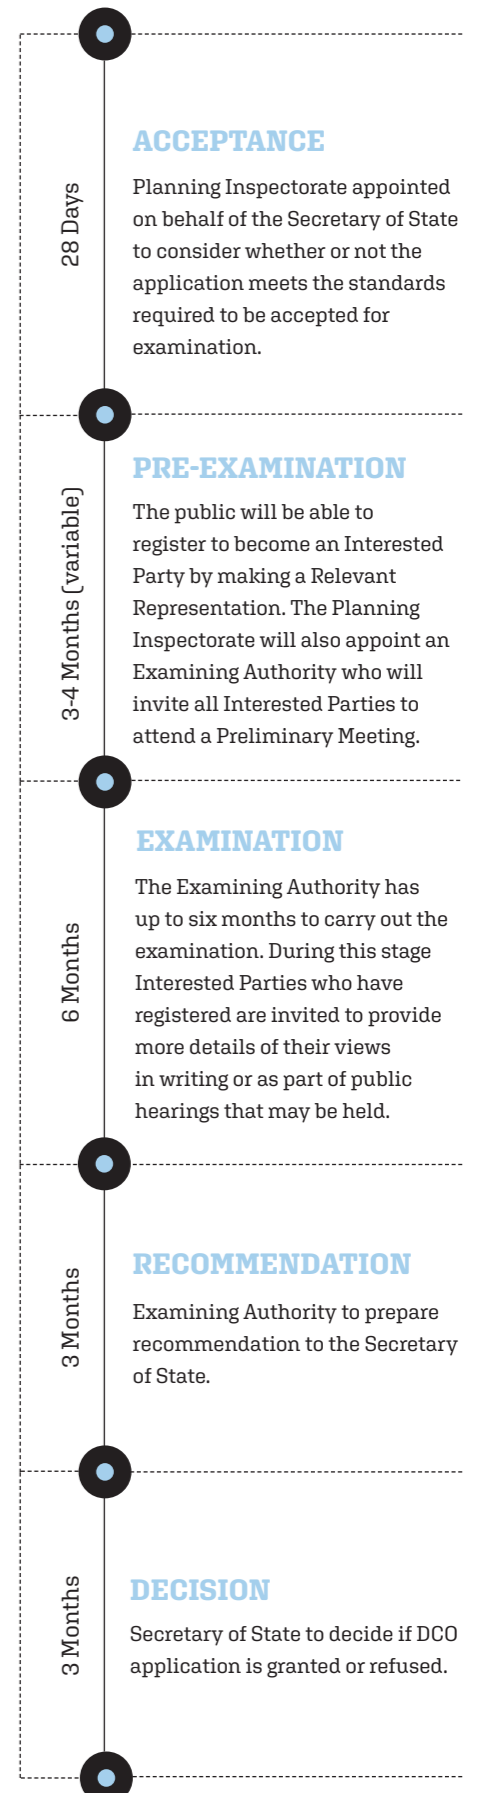 28 Days
ACCEPTANCE
Planning Inspectorate appointed
on behalf of the Secretary of State
to consider whether or not the
application meets the standards
required to be accepted for
examination.
3-4 Months (variable)
PRE-EXAMINATION
The public will be able to
register to become an Interested
Party by making a Relevant
Representation. The Planning
Inspectorate will also appoint an
Examining Authority who will
invite all Interested Parties to
attend a Preliminary Meeting.
6 Months
EXAMINATION
The Examining Authority has
up to six months to carry out the
examination. During this stage
Interested Parties who have
registered are invited to provide
more details of their views
in writing or as part of public
hearings that may be held.
3 Months
RECOMMENDATION
Examining Authority to prepare
recommendation to the Secretary
of State.
3 Months
DECISION
Secretary of State to decide if DCO
application is granted or refused.